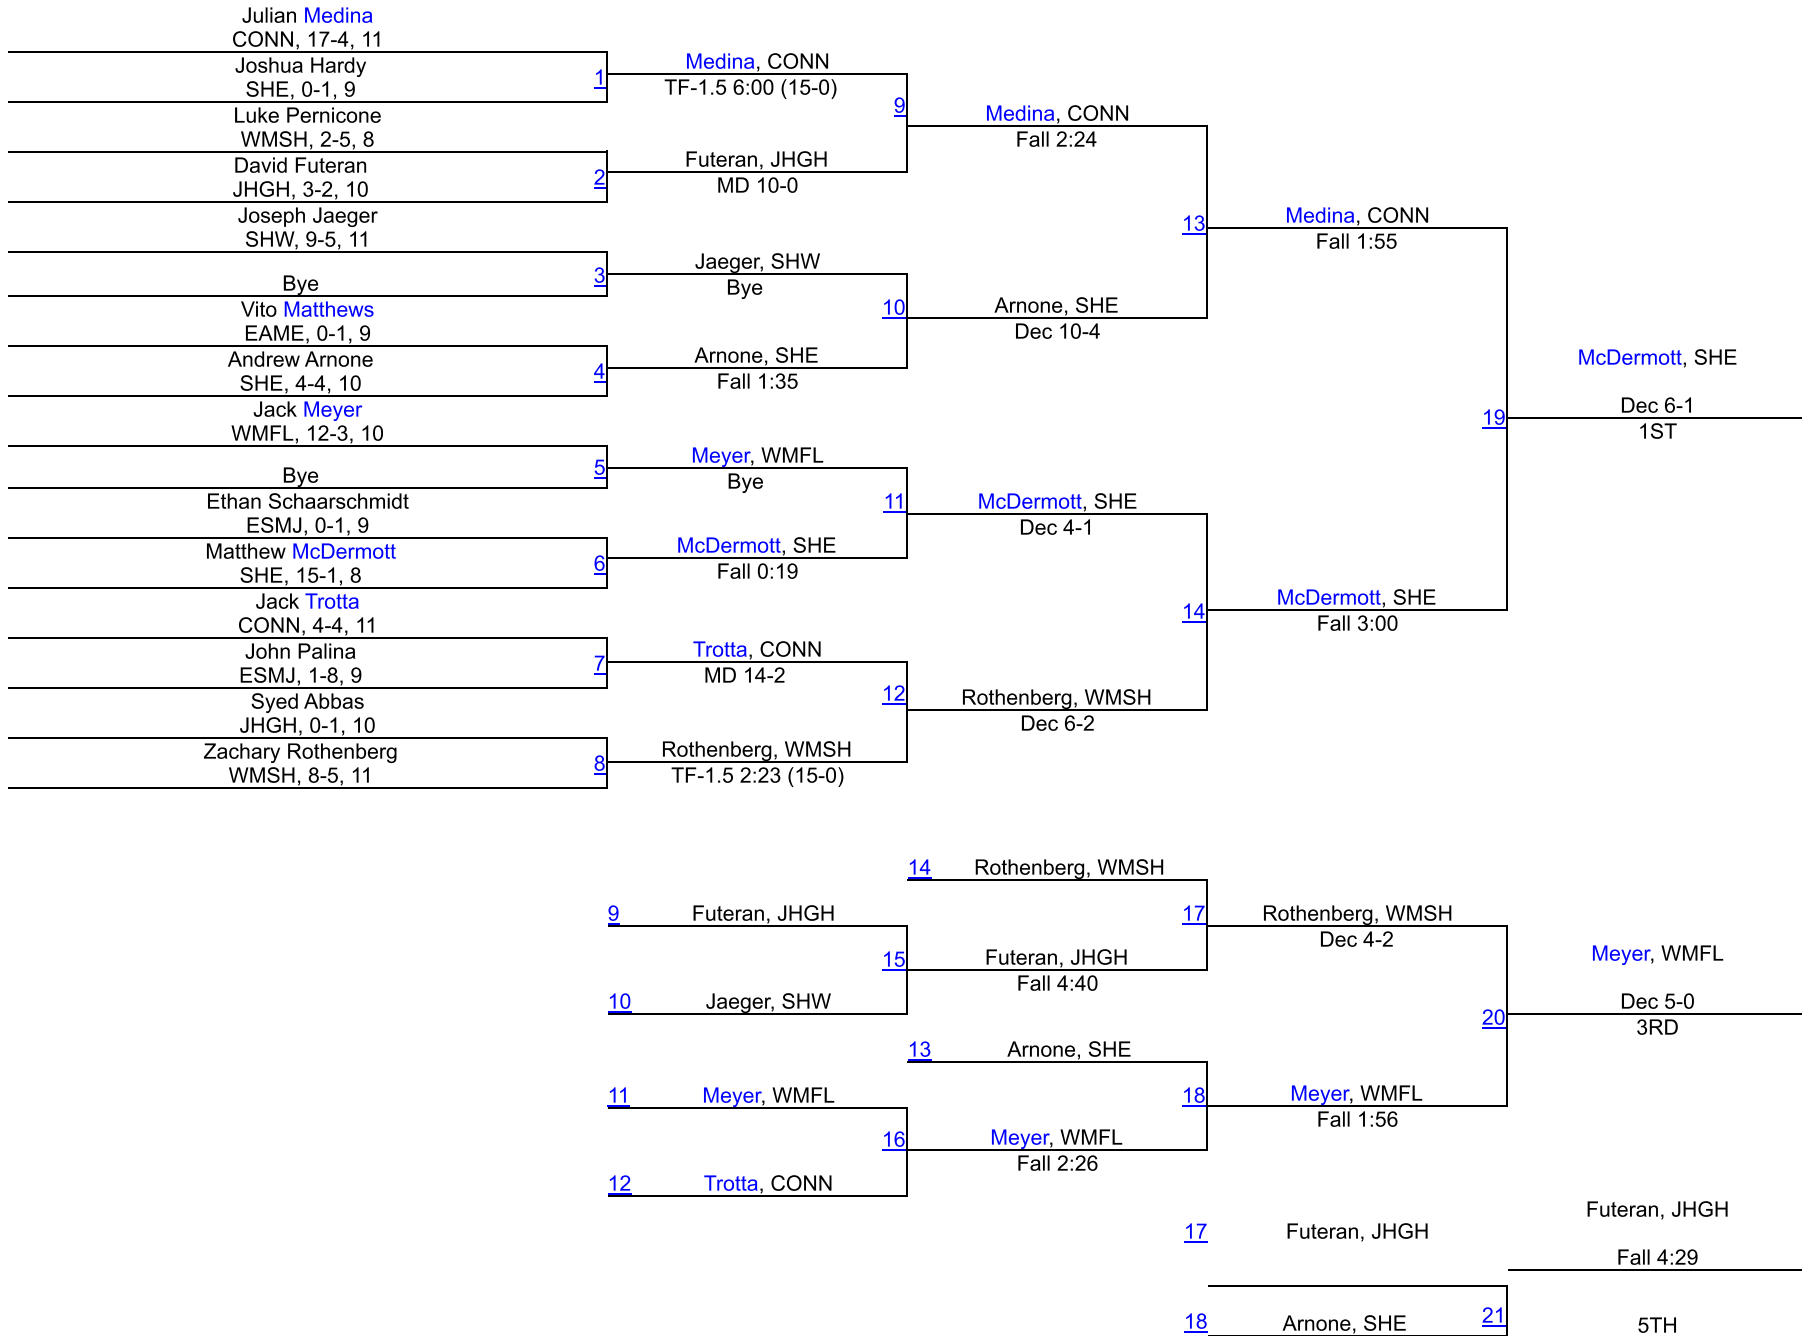 Julian Medina
CONN, 17-4, 11
Joshua Hardy
SHE, 0-1, 9
1
Luke Pernicone
WMSH, 2-5, 8
David Futeran
JHGH, 3-2, 10
2
Joseph Jaeger
SHW, 9-5, 11
Bye
3
Vito Matthews
EAME, 0-1, 9
Andrew Arnone
SHE, 4-4, 10
4
Jack Meyer
WMFL, 12-3, 10
Bye
5
Ethan Schaarschmidt
ESMJ, 0-1, 9
Matthew McDermott
SHE, 15-1, 8
6
Jack Trotta
CONN, 4-4, 11
John Palina
ESMJ, 1-8, 9
7
Syed Abbas
JHGH, 0-1, 10
Zachary Rothenberg
WMSH, 8-5, 11
8
Medina, CONN
TF-1.5 6:00 (15-0)
9
Futeran, JHGH
MD 10-0
Jaeger, SHW
Bye
10
Arnone, SHE
Fall 1:35
Meyer, WMFL
Bye
11
McDermott, SHE
Fall 0:19
Trotta, CONN
MD 14-2
12
Rothenberg, WMSH
TF-1.5 2:23 (15-0)
Medina, CONN
Fall 2:24
13
Arnone, SHE
Dec 10-4
McDermott, SHE
Dec 4-1
14
Rothenberg, WMSH
Dec 6-2
Medina, CONN
Fall 1:55
19
McDermott, SHE
Fall 3:00
McDermott, SHE
Dec 6-1
1ST
14
Rothenberg, WMSH
9
Futeran, JHGH
17
Rothenberg, WMSH
Dec 4-2
15
Futeran, JHGH
Fall 4:40
10
Jaeger, SHW
Meyer, WMFL
Dec 5-0
20
3RD
13
Arnone, SHE
11
Meyer, WMFL
18
Meyer, WMFL
Fall 1:56
16
Meyer, WMFL
Fall 2:26
12
Trotta, CONN
17
Futeran, JHGH
Futeran, JHGH
Fall 4:29
18
Arnone, SHE
21
5TH